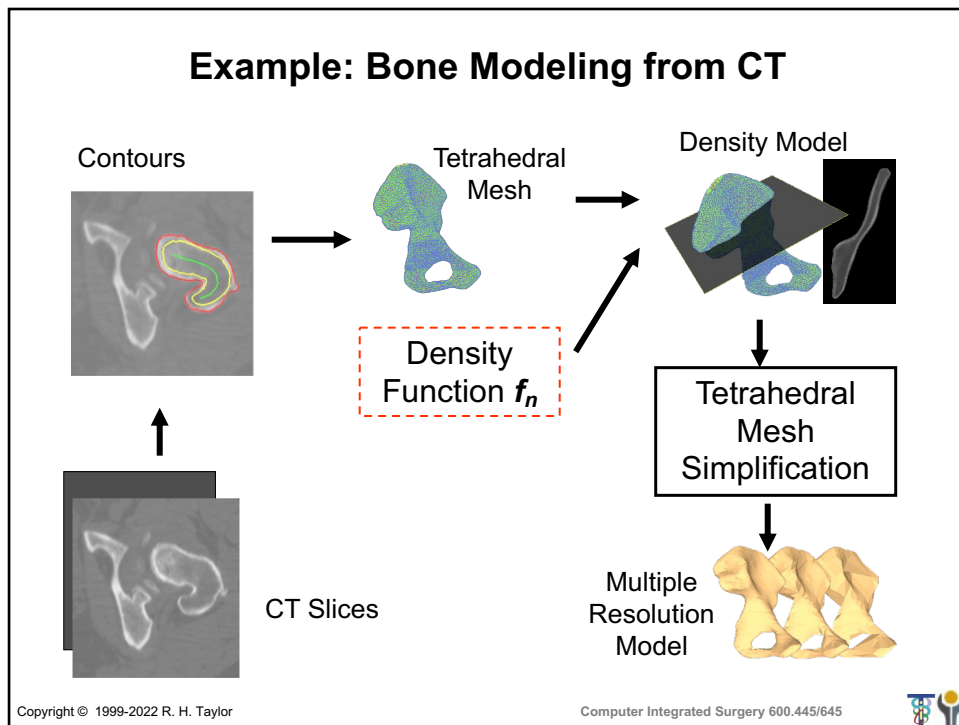 Example: Bone Modeling from CT
Contours
Tetrahedral
Mesh
Density Model
Density
Function f_n
Tetrahedral
Mesh
Simplification
CT Slices
Multiple
Resolution
Model
Copyright © 1999-2022 R. H. Taylor
Computer Integrated Surgery 600.445/645